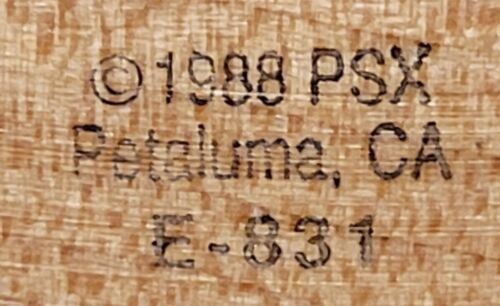 ©1988 PSX
Petaluma, CA
E-831